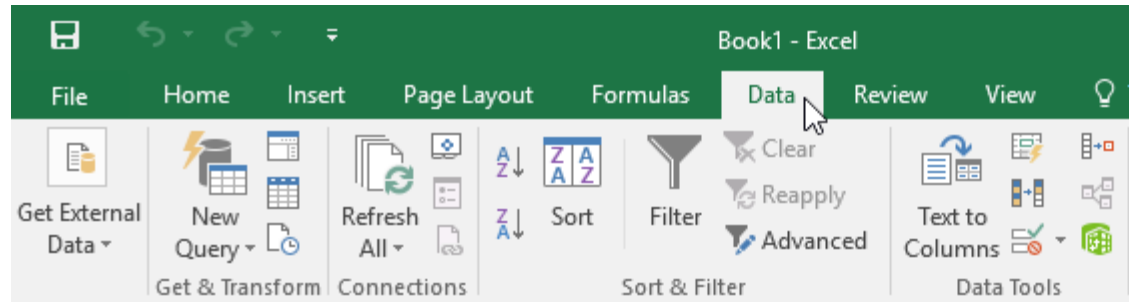 Book1 - Excel
File Home Insert Page Layout Formulas Data Review View
Get External Data
New Query
Refresh All
A Z
Z A
Z A
A Z
Sort
Filter
Clear
Reapply
Advanced
Text to Columns
Get & Transform Connections Sort & Filter Data Tools